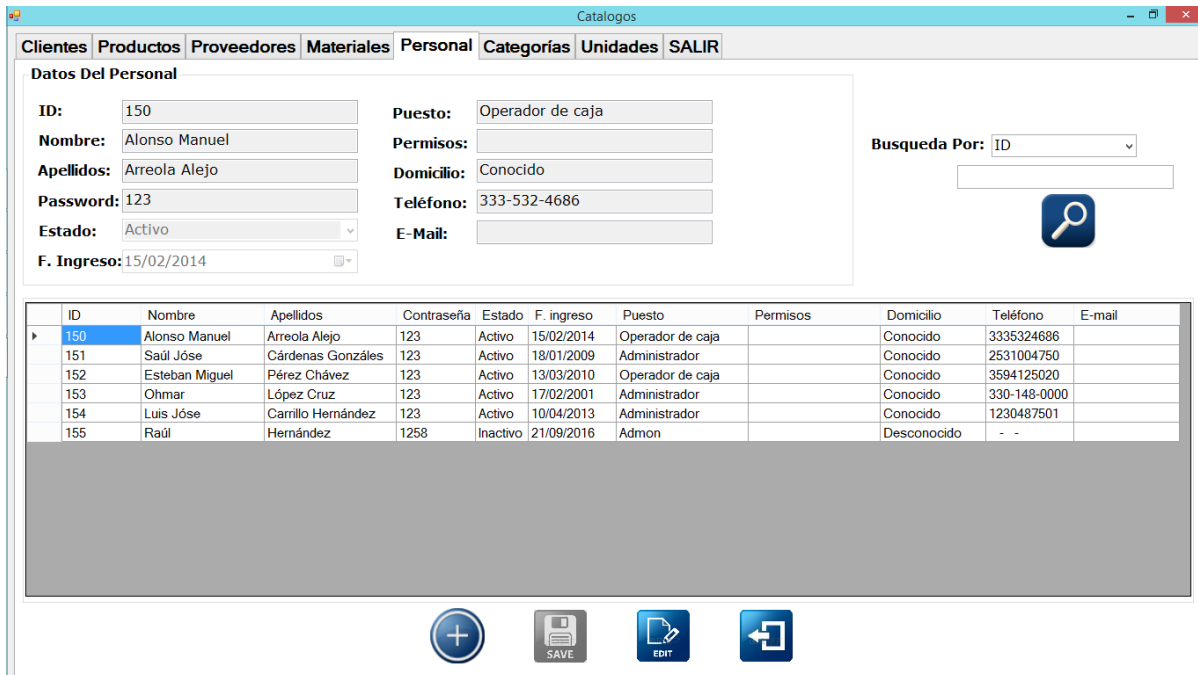 Catalogos
Clientes Productos Proveedores Materiales Personal Categorías Unidades SALIR
Datos Del Personal
ID: 150 Puesto: Operador de caja
Nombre: Alonso Manuel Permisos:
Apellidos: Arreola Alejo Domicilio: Conocido
Password: 123 Teléfono: 333-532-4686
Estado: Activo E-Mail:
F. Ingreso: 15/02/2014
Busqueda Por: ID
ID Nombre Apellidos Contraseña Estado F. ingreso Puesto Permisos Domicilio Teléfono E-mail
150 Alonso Manuel Arreola Alejo 123 Activo 15/02/2014 Operador de caja Conocido 3335324686
151 Saúl Jóse Cárdenas Gonzáles 123 Activo 18/01/2009 Administrador Conocido 2531004750
152 Esteban Miguel Pérez Chávez 123 Activo 13/03/2010 Operador de caja Conocido 3594125020
153 Ohmar López Cruz 123 Activo 17/02/2001 Administrador Conocido 330-148-0000
154 Luis Jóse Carrillo Hernández 123 Activo 10/04/2013 Administrador Conocido 1230487501
155 Raúl Hernández 1258 Inactivo 21/09/2016 Admon Desconocido - -
SAVE EDIT